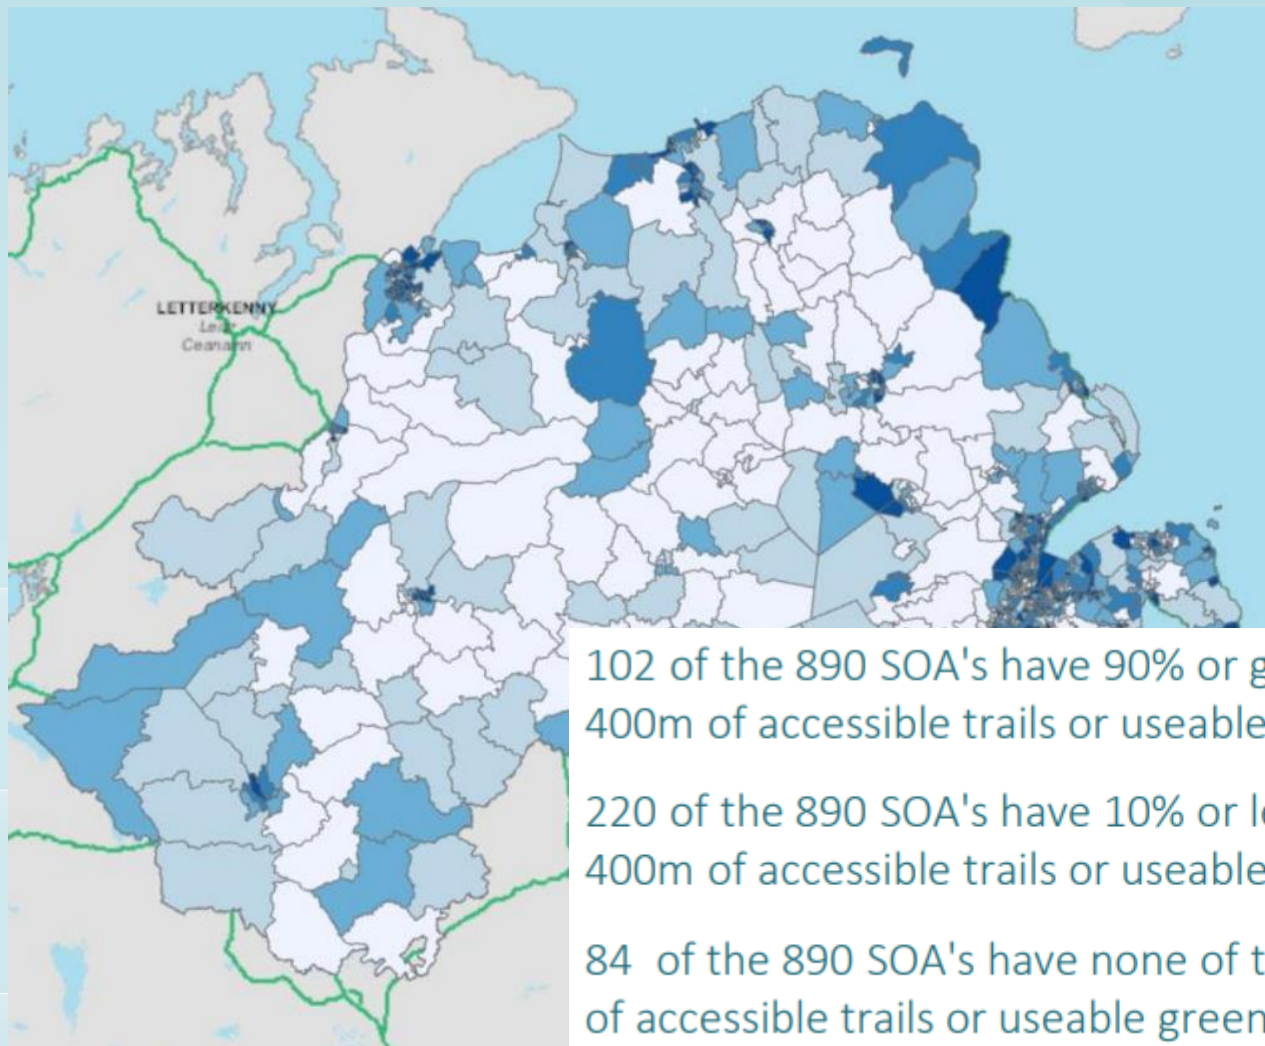 LETTERKENNY
Leitir
Ceanainn
102 of the 890 SOA's have 90% or g
400m of accessible trails or useable
220 of the 890 SOA's have 10% or le
400m of accessible trails or useable
84 of the 890 SOA's have none of t
of accessible trails or useable green